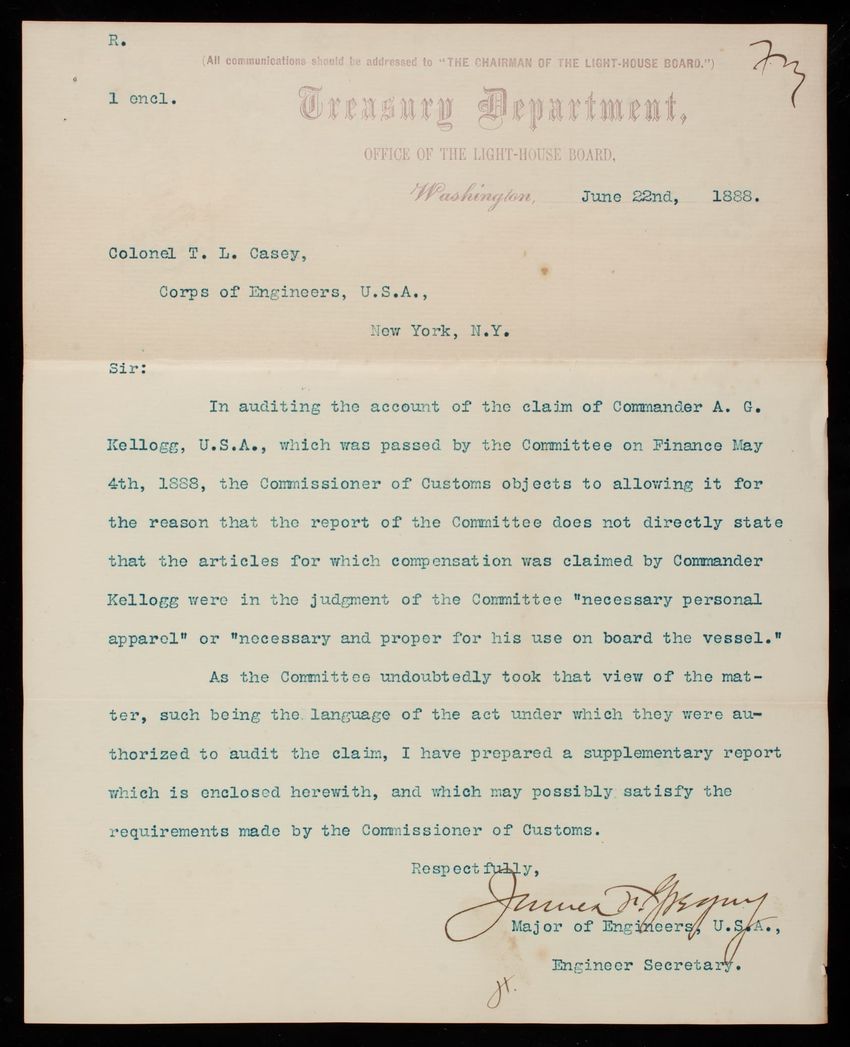 R.
(All communications should be addressed to "THE CHAIRMAN OF THE LIGHT-HOUSE BOARD.")
1 encl.
Treasury Department,
OFFICE OF THE LIGHT-HOUSE BOARD,
Washington, June 22nd, 1888.
Colonel T. L. Casey,
Corps of Engineers, U.S.A.,
New York, N.Y.
Sir:
In auditing the account of the claim of Commander A. G.
Kellogg, U.S.A., which was passed by the Committee on Finance May
4th, 1888, the Commissioner of Customs objects to allowing it for
the reason that the report of the Committee does not directly state
that the articles for which compensation was claimed by Commander
Kellogg were in the judgment of the Committee "necessary personal
apparel" or "necessary and proper for his use on board the vessel."
As the Committee undoubtedly took that view of the mat-
ter, such being the language of the act under which they were au-
thorized to audit the claim, I have prepared a supplementary report
which is enclosed herewith, and which may possibly satisfy the
requirements made by the Commissioner of Customs.
Respectfully,
James F. Gregory
Major of Engineers, U.S.A.,
Engineer Secretary.